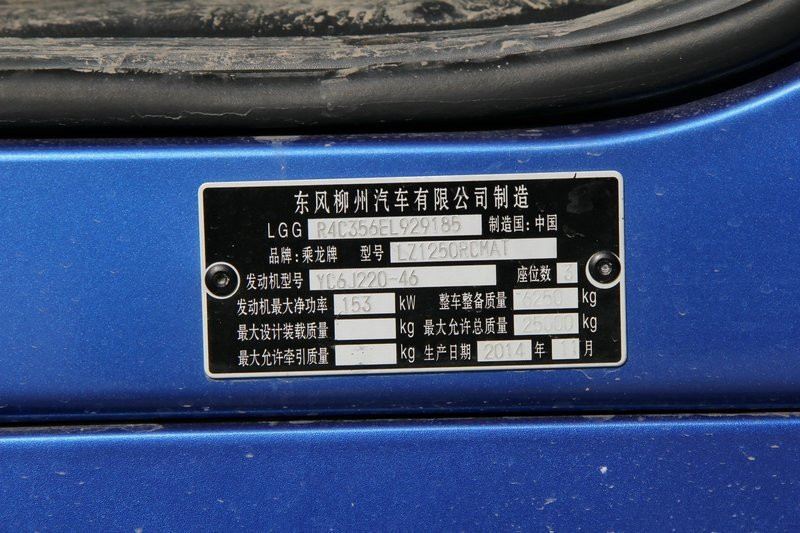 东风柳州汽车有限公司制造
LGG R4C356EL929185 制造国:中国
品牌:乘龙牌 型号 LZ1250RCMAT
发动机型号 YC6J220-46 座位数 3
发动机最大净功率 153 kW 整车整备质量 6250 kg
最大设计装载质量 kg 最大允许总质量 25000 kg
最大允许牵引质量 kg 生产日期 2014 年 11 月